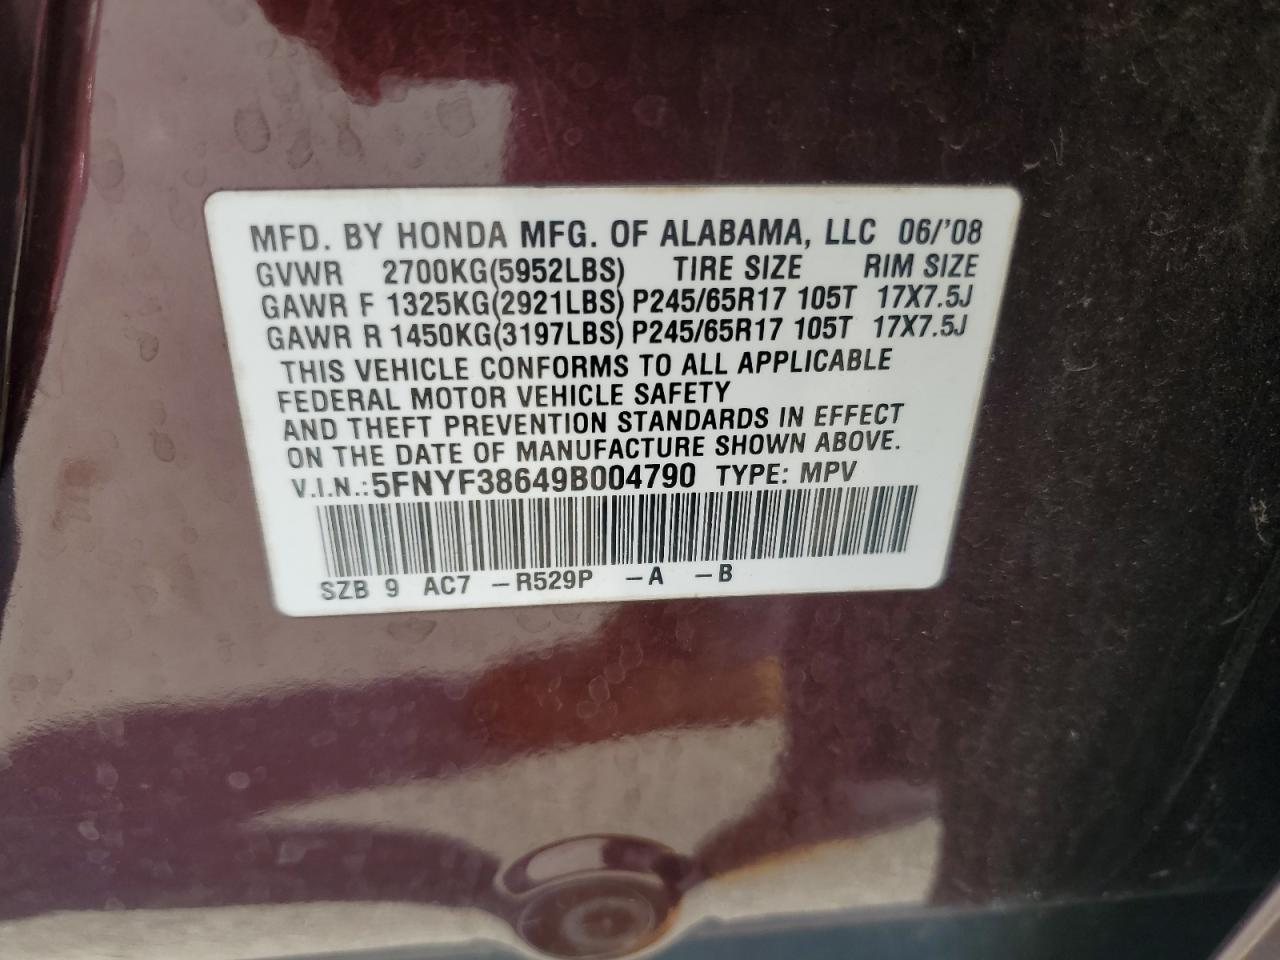 MFD. BY HONDA MFG. OF ALABAMA, LLC 06/'08
GVWR 2700KG(5952LBS) TIRE SIZE RIM SIZE
GAWR F 1325KG(2921LBS) P245/65R17 105T 17X7.5J
GAWR R 1450KG(3197LBS) P245/65R17 105T 17X7.5J
THIS VEHICLE CONFORMS TO ALL APPLICABLE
FEDERAL MOTOR VEHICLE SAFETY
AND THEFT PREVENTION STANDARDS IN EFFECT
ON THE DATE OF MANUFACTURE SHOWN ABOVE.
V.I.N.:5FNYF38649B004790 TYPE: MPV
SZB 9 AC7 -R529P -A -B